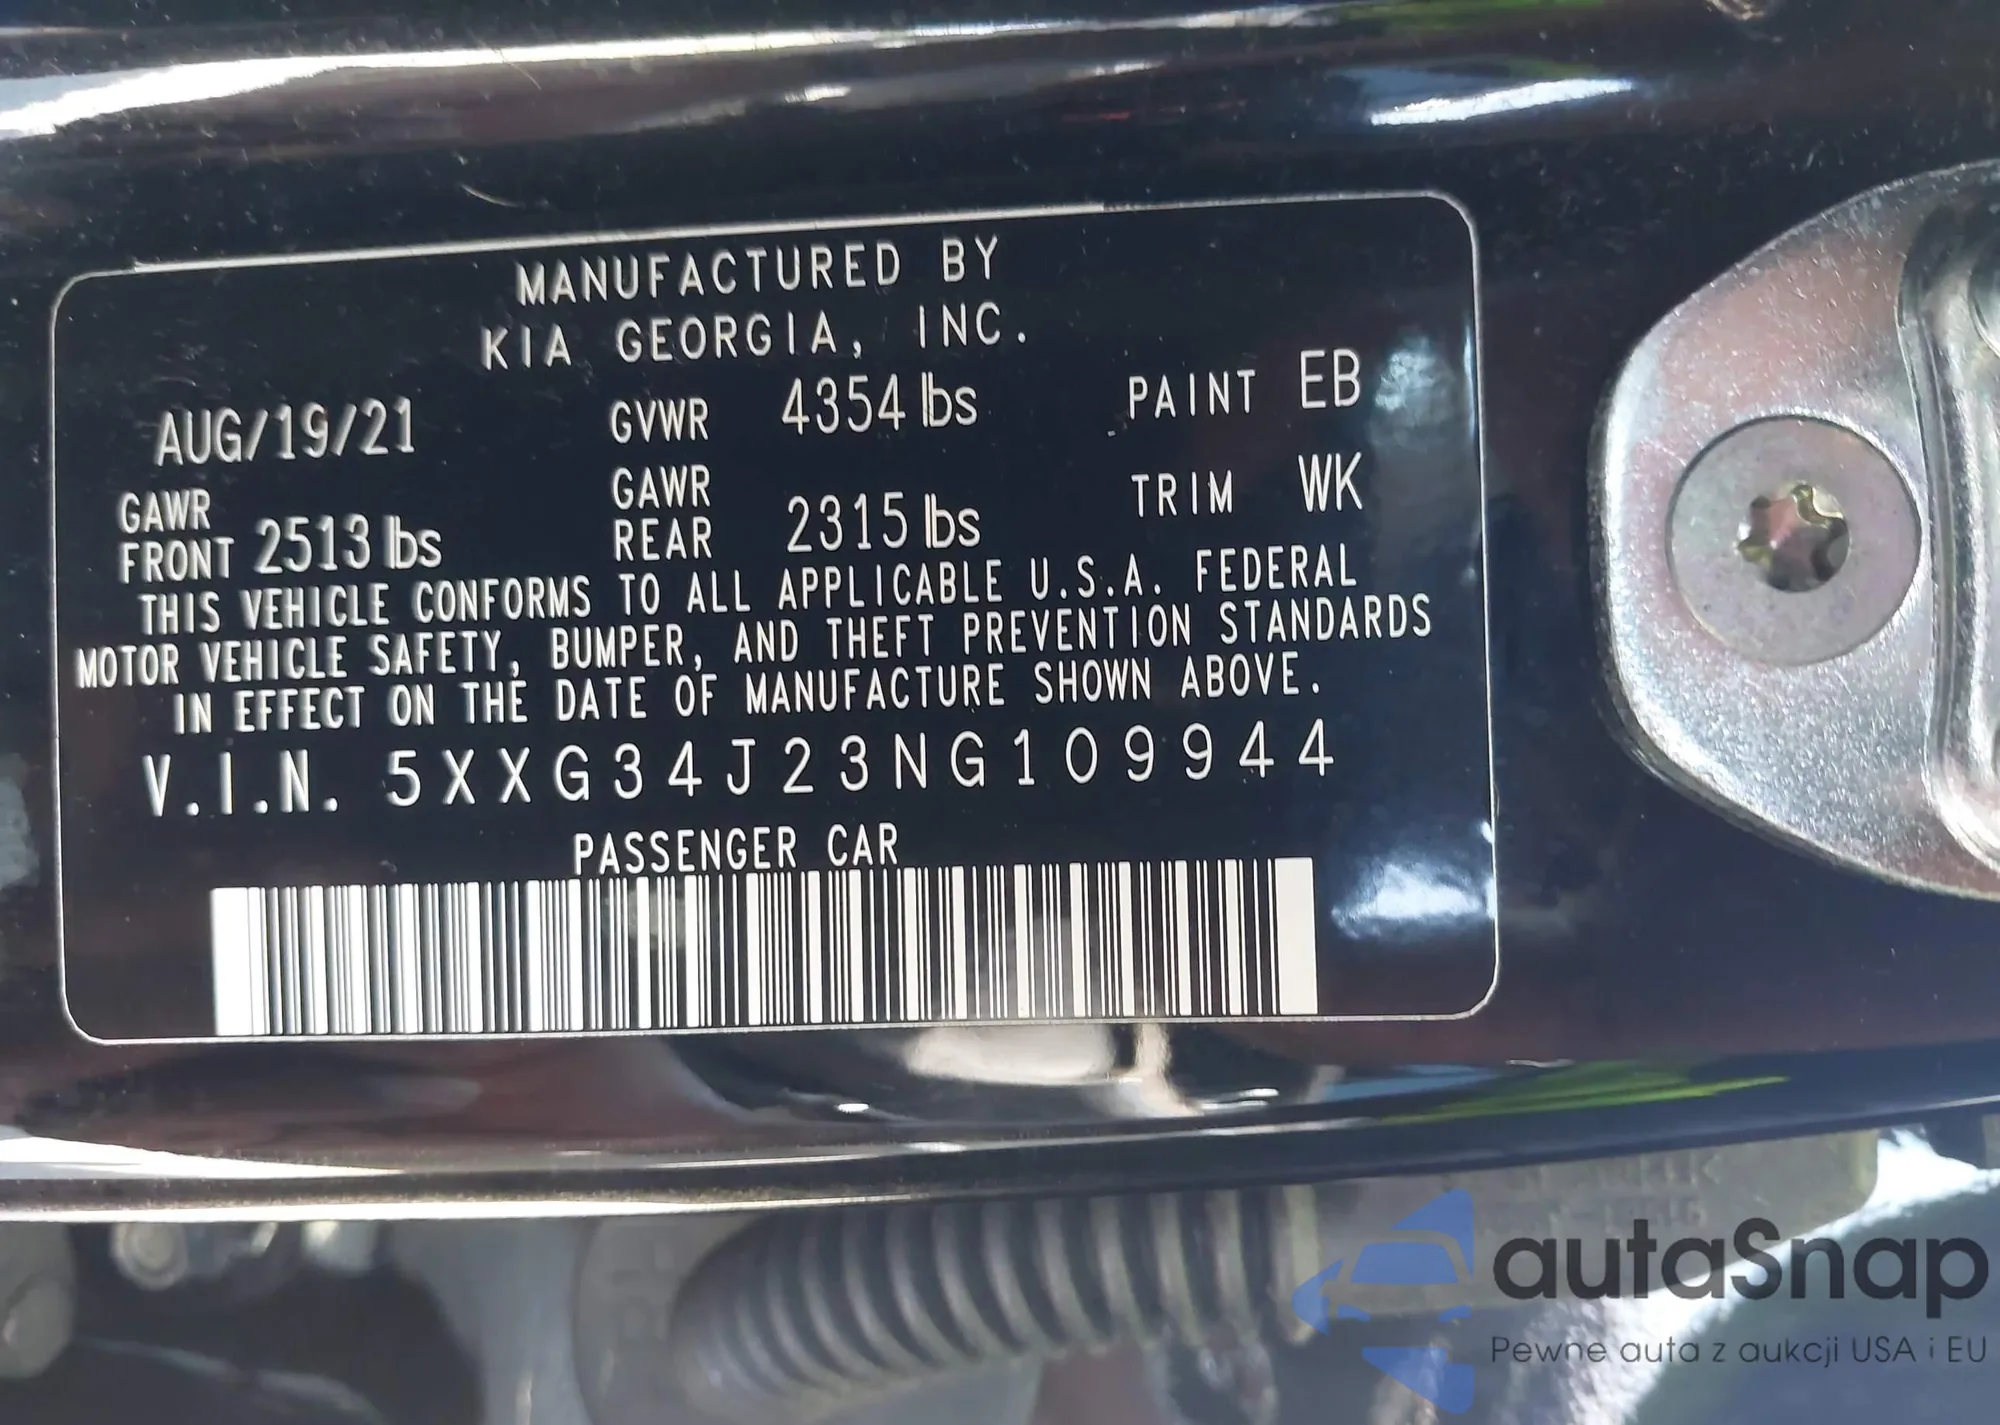 MANUFACTURED BY
KIA GEORGIA, INC.
AUG/19/21 GVWR 4354 lbs PAINT EB
GAWR FRONT 2513 lbs GAWR REAR 2315 lbs TRIM WK
THIS VEHICLE CONFORMS TO ALL APPLICABLE U.S.A. FEDERAL
MOTOR VEHICLE SAFETY, BUMPER, AND THEFT PREVENTION STANDARDS
IN EFFECT ON THE DATE OF MANUFACTURE SHOWN ABOVE.
V.I.N. 5XXG34J23NG109944
PASSENGER CAR
autaSnap
Pewne auta z aukcji USA i EU